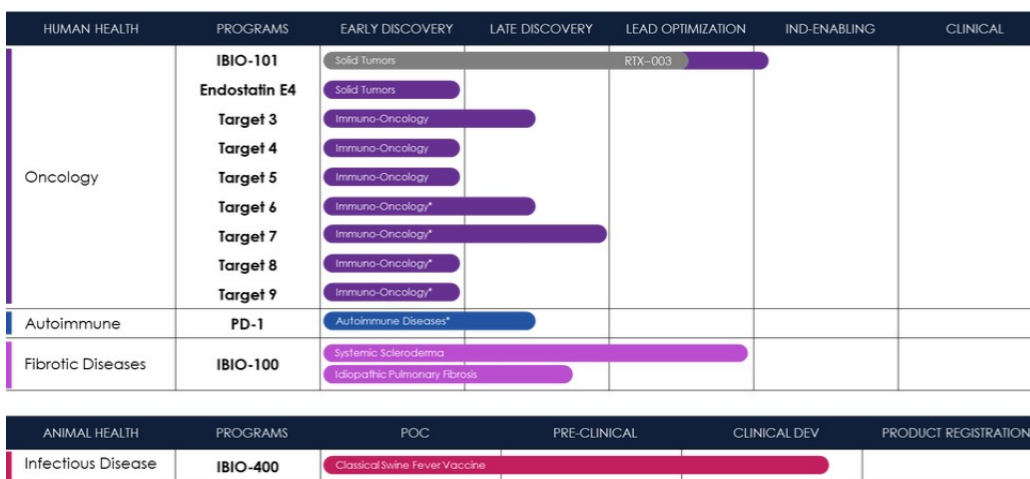 HUMAN HEALTH PROGRAMS EARLY DISCOVERY LATE DISCOVERY LEAD OPTIMIZATION IND-ENABLING CLINICAL
Oncology
IBIO-101 Solid Tumors RTX-003
Endostatin E4 Solid Tumors
Target 3 Immuno-Oncology
Target 4 Immuno-Oncology
Target 5 Immuno-Oncology
Target 6 Immuno-Oncology*
Target 7 Immuno-Oncology*
Target 8 Immuno-Oncology*
Target 9 Immuno-Oncology*
Autoimmune PD-1 Autoimmune Diseases*
Fibrotic Diseases IBIO-100 Systemic Scleroderma
Idiopathic Pulmonary Fibrosis
ANIMAL HEALTH PROGRAMS POC PRE-CLINICAL CLINICAL DEV PRODUCT REGISTRATION
Infectious Disease IBIO-400 Classical Swine Fever Vaccine